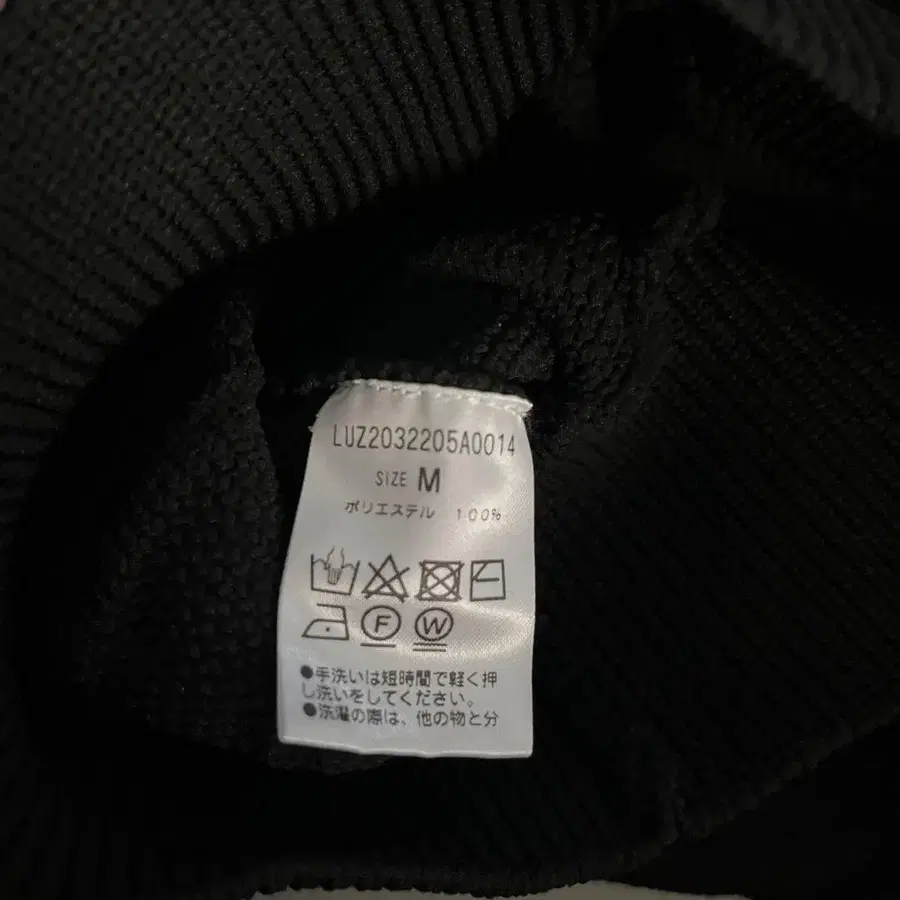 LUZ2032205A0014
SIZE M
ポリエステル 100%
F W
●手洗いは短時間で軽く押
し洗いをしてください。
●洗濯の際は、他の物と分